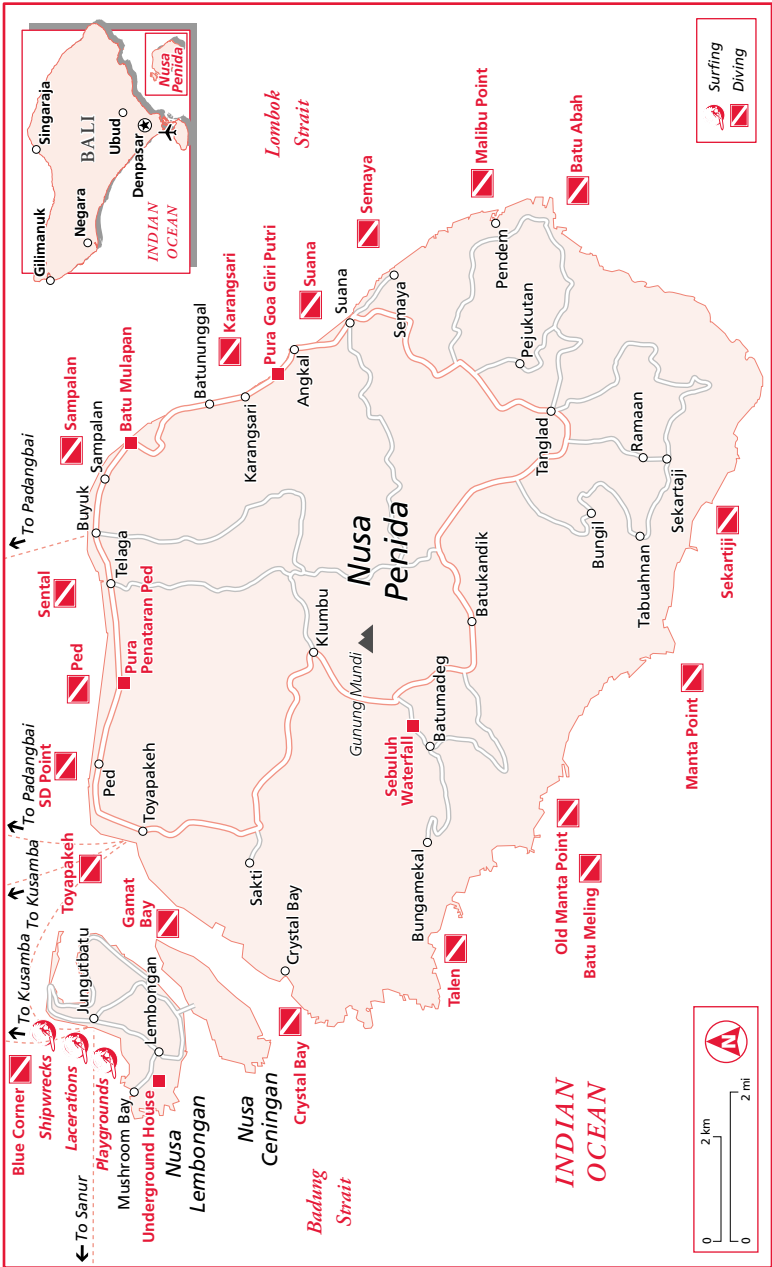 Blue Corner
Shipwrecks
Lacerations
Playgrounds
To Sanur
Mushroom Bay
Underground House
Nusa
Lembongan
Lembongan
Jungutbatu
To Kusamba
To Kusamba
To Padangbai
To Padangbai
Nusa
Ceningan
Badung
Strait
Toyapakeh
Gamat
Bay
Crystal Bay
Crystal Bay
SD Point
Ped
Sental
Sampalan
Toyapakeh
Ped
Pura
Penataran Ped
Telaga
Buyuk
Sampalan
Batu Mulapan
Batununggal
Karangsari
Karangsari
Pura Goa Giri Putri
Angkal
Suana
Suana
Semaya
Semaya
Lombok
Strait
Sakti
Klumbu
Gunung Mundi
Nusa
Penida
Sebuluh
Waterfall
Batumadeg
Batukandik
Bungamekal
Talen
Old Manta Point
Batu Meling
Manta Point
Tanglad
Pejukutan
Pendem
Malibu Point
Batu Abah
Bungil
Ramaan
Tabuahnan
Sekartaji
Sekartiji
INDIAN
OCEAN
Gilimanuk
Singaraja
Negara
BALI
Ubud
Denpasar
Nusa
Penida
INDIAN
OCEAN
0
2 km
0
2 mi
N
Surfing
Diving